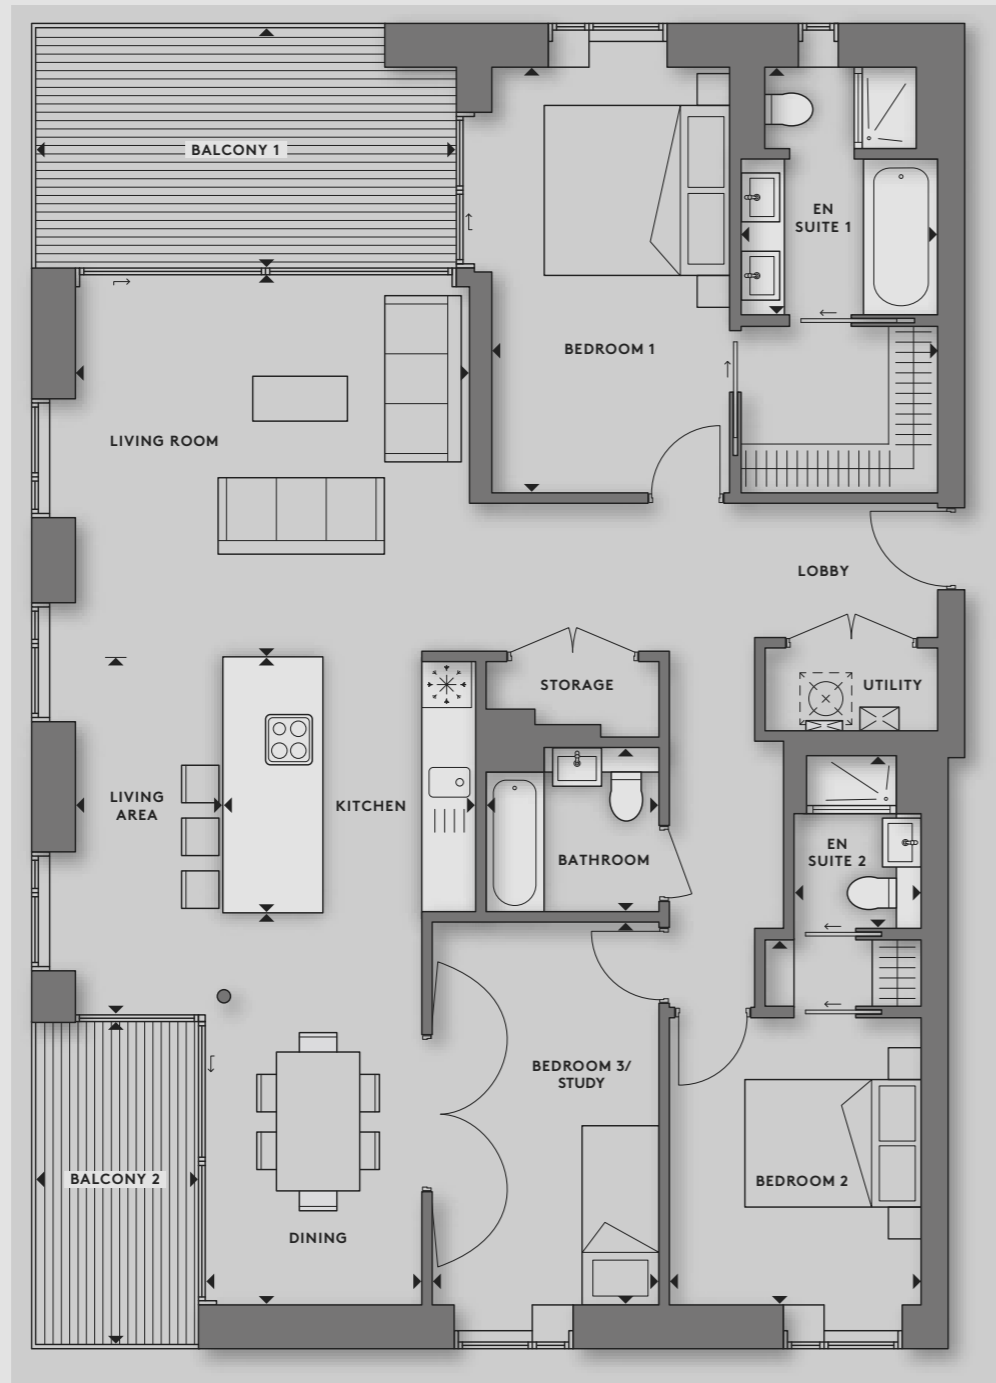 BALCONY 1
EN
SUITE 1
BEDROOM 1
LIVING ROOM
LOBBY
STORAGE
UTILITY
LIVING
AREA
KITCHEN
BATHROOM
EN
SUITE 2
BEDROOM 3/
STUDY
BALCONY 2
BEDROOM 2
DINING